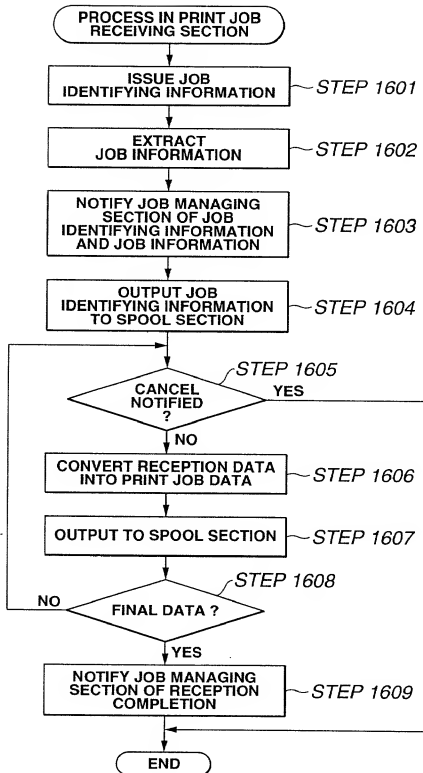 PROCESS IN PRINT JOB
RECEIVING SECTION
ISSUE JOB
IDENTIFYING INFORMATION
STEP 1601
EXTRACT
JOB INFORMATION
STEP 1602
NOTIFY JOB MANAGING
SECTION OF JOB
IDENTIFYING INFORMATION
AND JOB INFORMATION
STEP 1603
OUTPUT JOB
IDENTIFYING INFORMATION
TO SPOOL SECTION
STEP 1604
STEP 1605
CANCEL
NOTIFIED
?
YES
NO
CONVERT RECEPTION DATA
INTO PRINT JOB DATA
STEP 1606
OUTPUT TO SPOOL SECTION
STEP 1607
STEP 1608
NO
FINAL DATA ?
YES
NOTIFY JOB MANAGING
SECTION OF RECEPTION
COMPLETION
STEP 1609
END